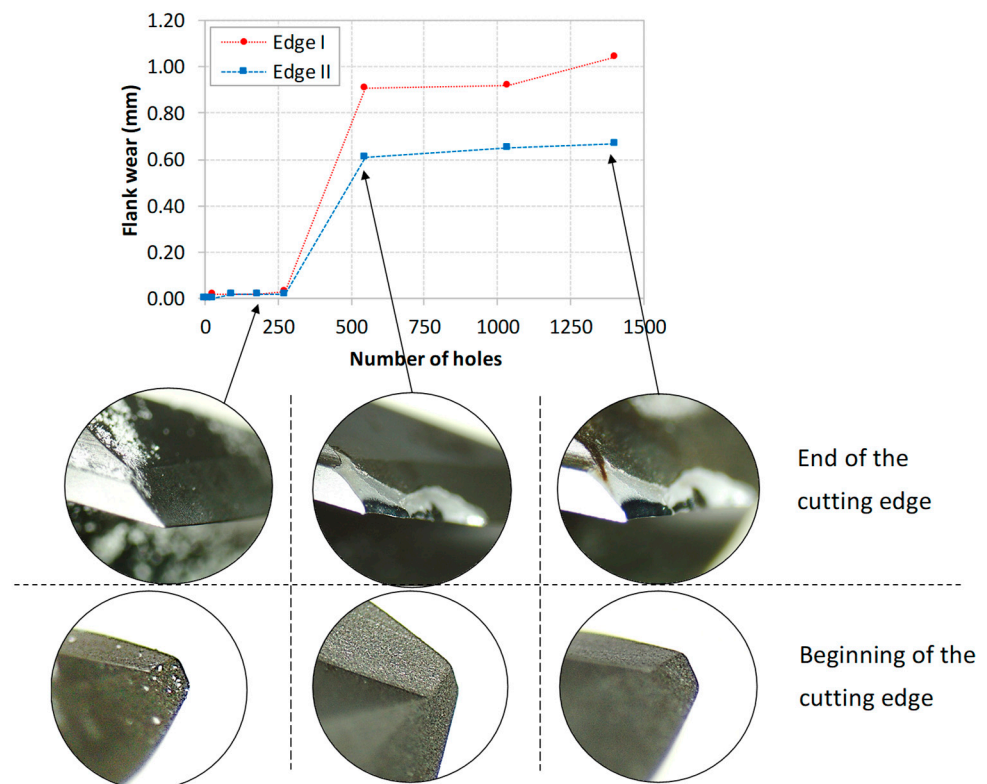 1.20
1.00
0.80
0.60
0.40
0.20
0.00
Flank wear (mm)
Edge I
Edge II
0 250 500 750 1000 1250 1500
Number of holes
End of the
cutting edge
Beginning of the
cutting edge